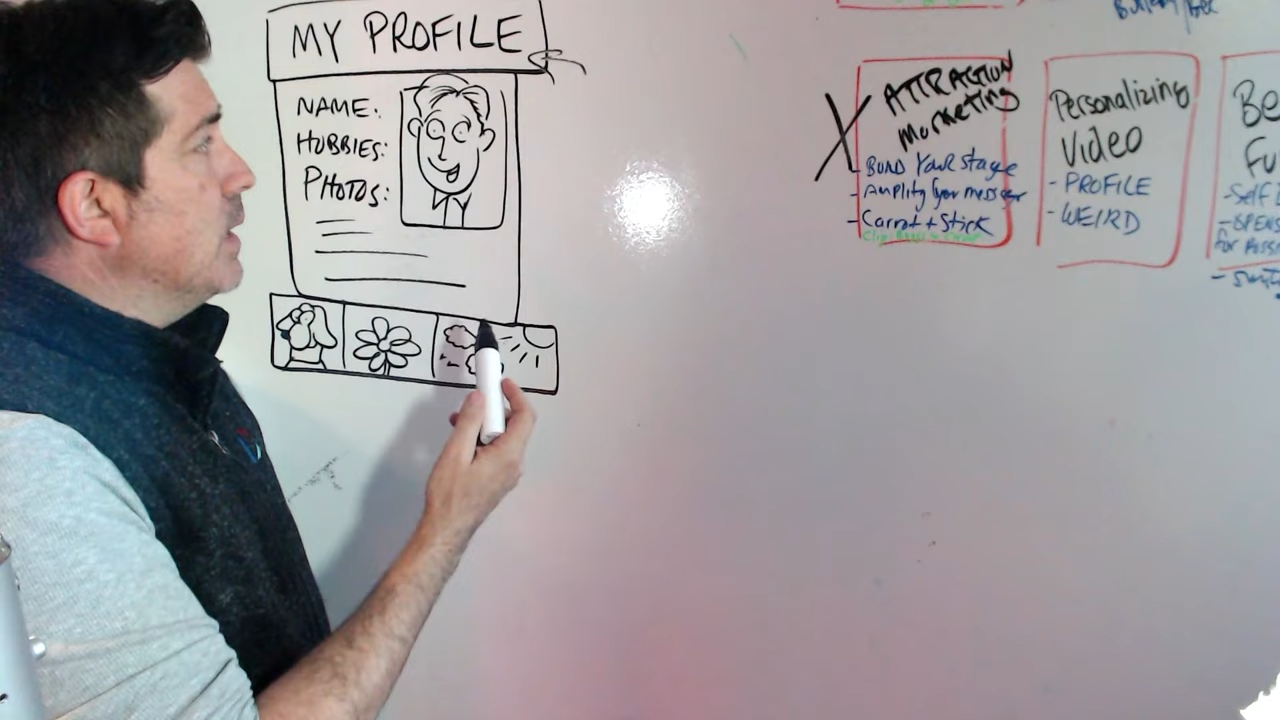 MY PROFILE
NAME:
HOBBIES:
PHOTOS:
ATTRACTION
Marketing
- BUILD YOUR Stage
- Amplify your message
- Carrot + Stick
Personalizing
Video
- PROFILE
- WEIRD
Be
Fu
- Self
for